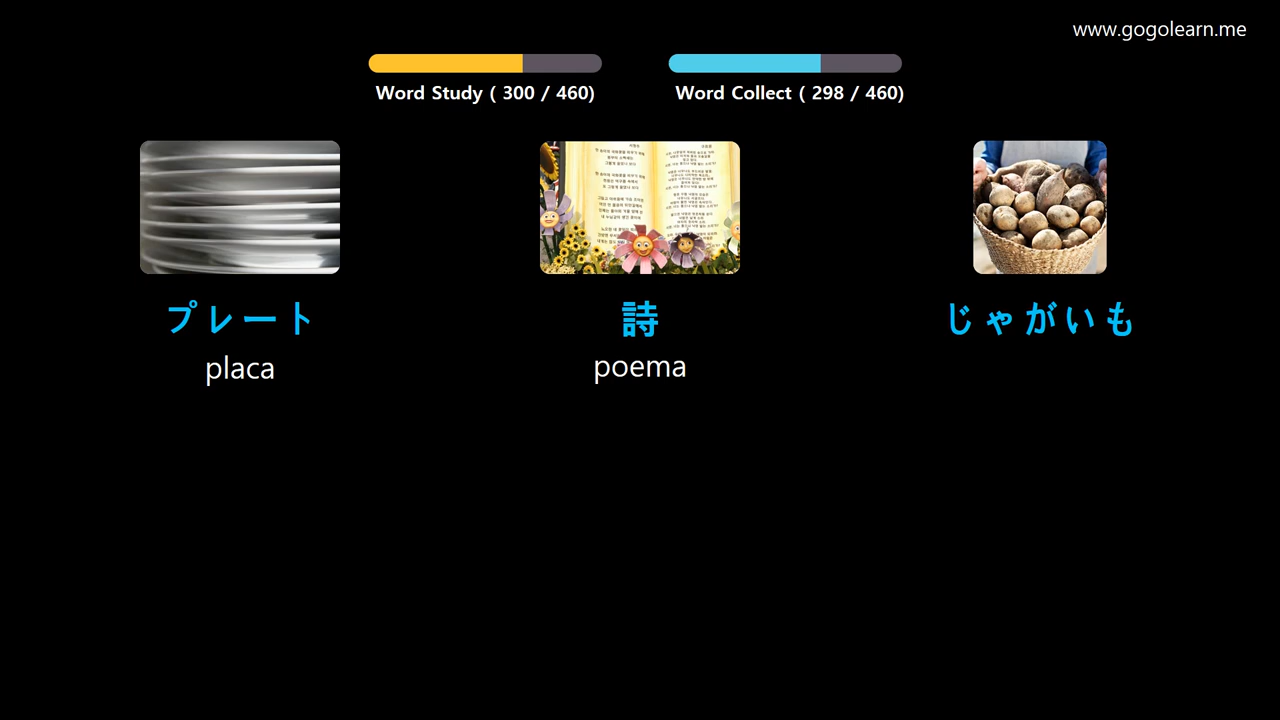 www.gogolearn.me
Word Study ( 300 / 460)
Word Collect ( 298 / 460)
プレート
詩
じゃがいも
placa
poema